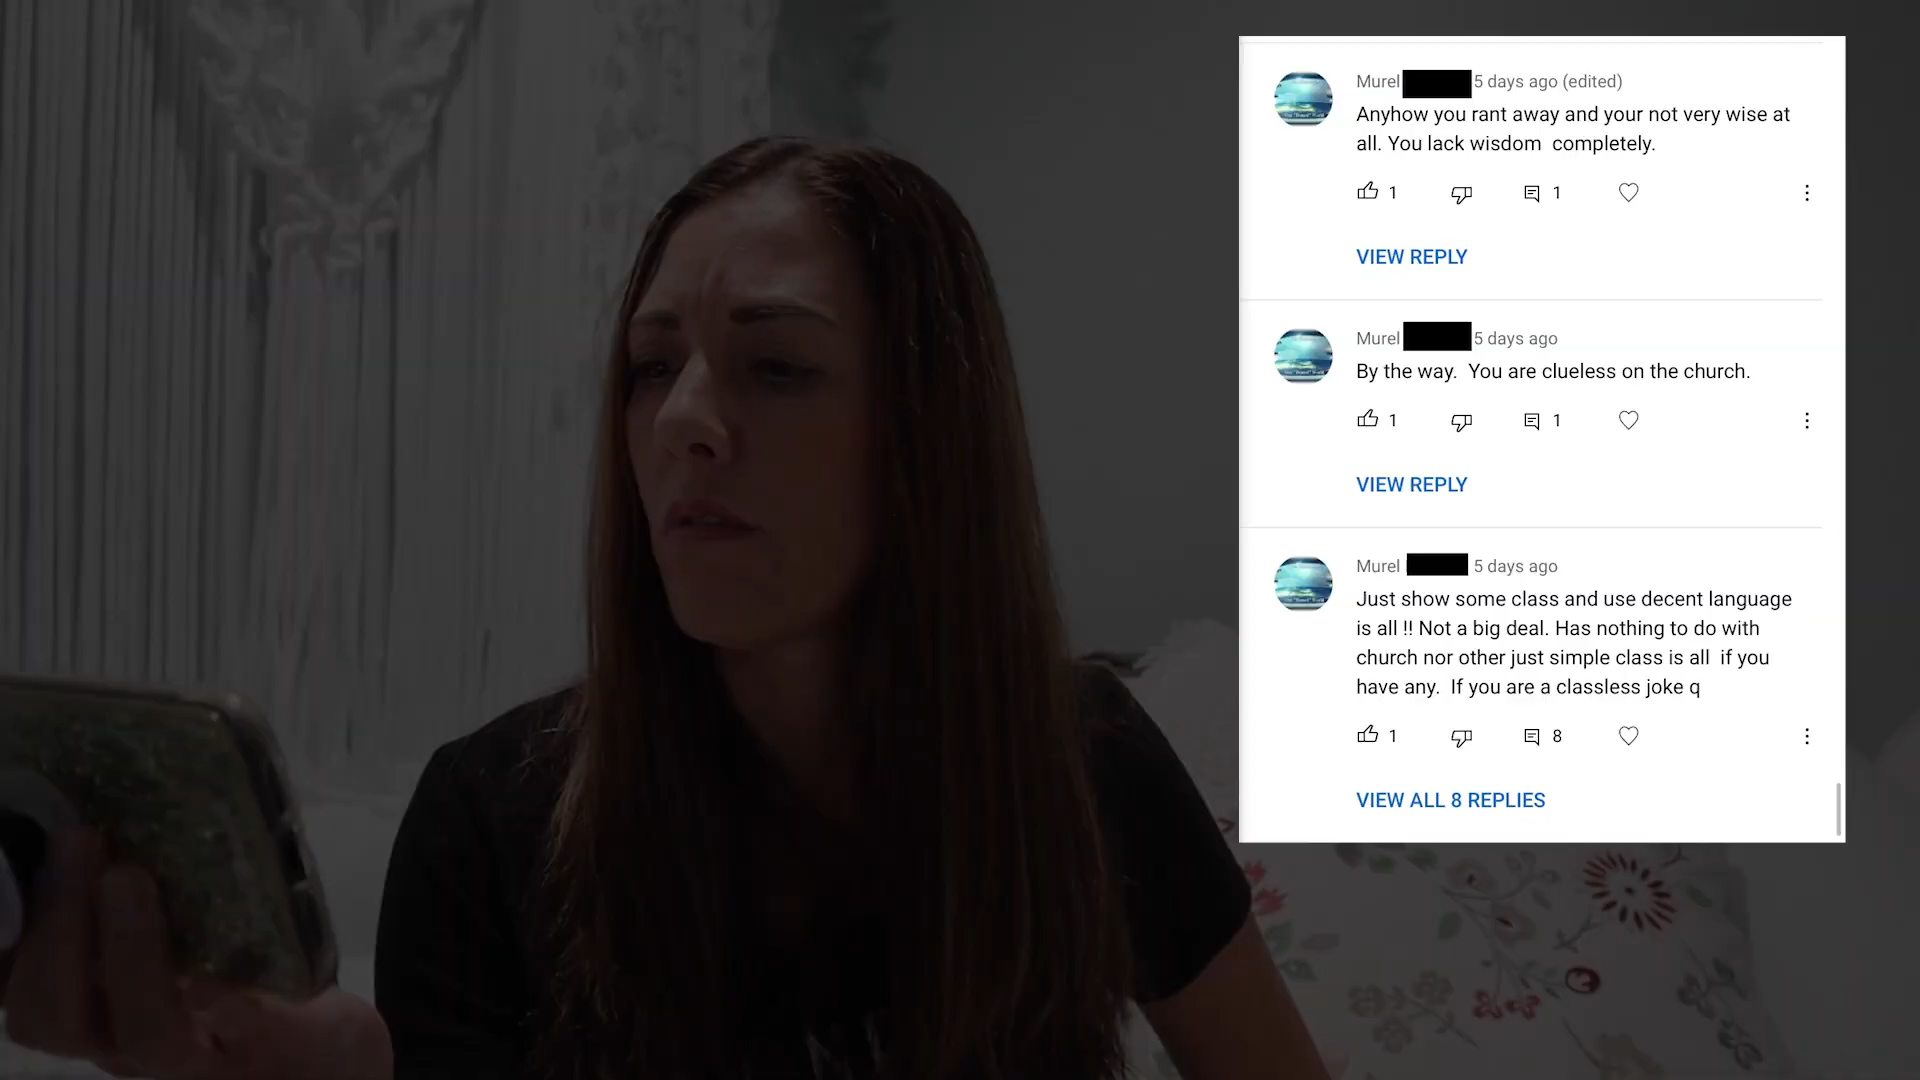 Murel 5 days ago (edited)
Anyhow you rant away and your not very wise at
all. You lack wisdom  completely.
1 1
VIEW REPLY
Murel 5 days ago
By the way.  You are clueless on the church.
1 1
VIEW REPLY
Murel 5 days ago
Just show some class and use decent language
is all !! Not a big deal. Has nothing to do with
church nor other just simple class is all  if you
have any.  If you are a classless joke q
1 8
VIEW ALL 8 REPLIES